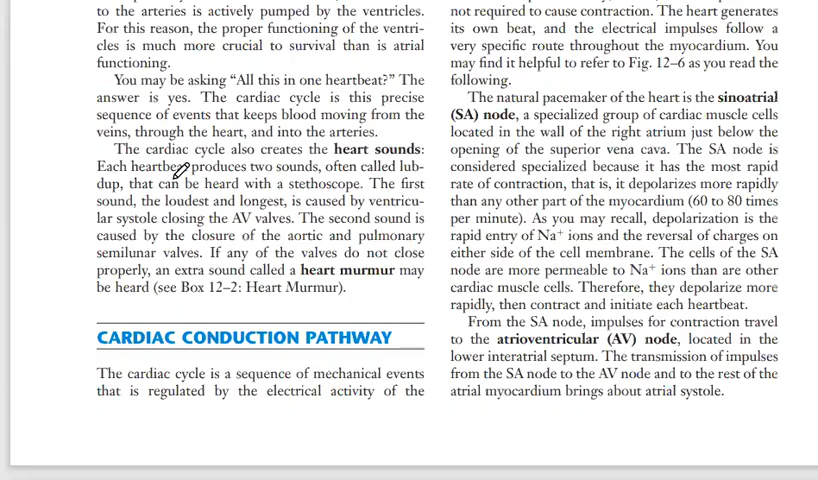 to the arteries is actively pumped by the ventricles.
For this reason, the proper functioning of the ventri-
cles is much more crucial to survival than is atrial
functioning.
You may be asking “All this in one heartbeat?” The
answer is yes. The cardiac cycle is this precise
sequence of events that keeps blood moving from the
veins, through the heart, and into the arteries.
The cardiac cycle also creates the heart sounds:
Each heartbeat produces two sounds, often called lub-
dup, that can be heard with a stethoscope. The first
sound, the loudest and longest, is caused by ventricu-
lar systole closing the AV valves. The second sound is
caused by the closure of the aortic and pulmonary
semilunar valves. If any of the valves do not close
properly, an extra sound called a heart murmur may
be heard (see Box 12–2: Heart Murmur).
CARDIAC CONDUCTION PATHWAY
The cardiac cycle is a sequence of mechanical events
that is regulated by the electrical activity of the
not required to cause contraction. The heart generates
its own beat, and the electrical impulses follow a
very specific route throughout the myocardium. You
may find it helpful to refer to Fig. 12–6 as you read the
following.
The natural pacemaker of the heart is the sinoatrial
(SA) node, a specialized group of cardiac muscle cells
located in the wall of the right atrium just below the
opening of the superior vena cava. The SA node is
considered specialized because it has the most rapid
rate of contraction, that is, it depolarizes more rapidly
than any other part of the myocardium (60 to 80 times
per minute). As you may recall, depolarization is the
rapid entry of Na⁺ ions and the reversal of charges on
either side of the cell membrane. The cells of the SA
node are more permeable to Na⁺ ions than are other
cardiac muscle cells. Therefore, they depolarize more
rapidly, then contract and initiate each heartbeat.
From the SA node, impulses for contraction travel
to the atrioventricular (AV) node, located in the
lower interatrial septum. The transmission of impulses
from the SA node to the AV node and to the rest of the
atrial myocardium brings about atrial systole.